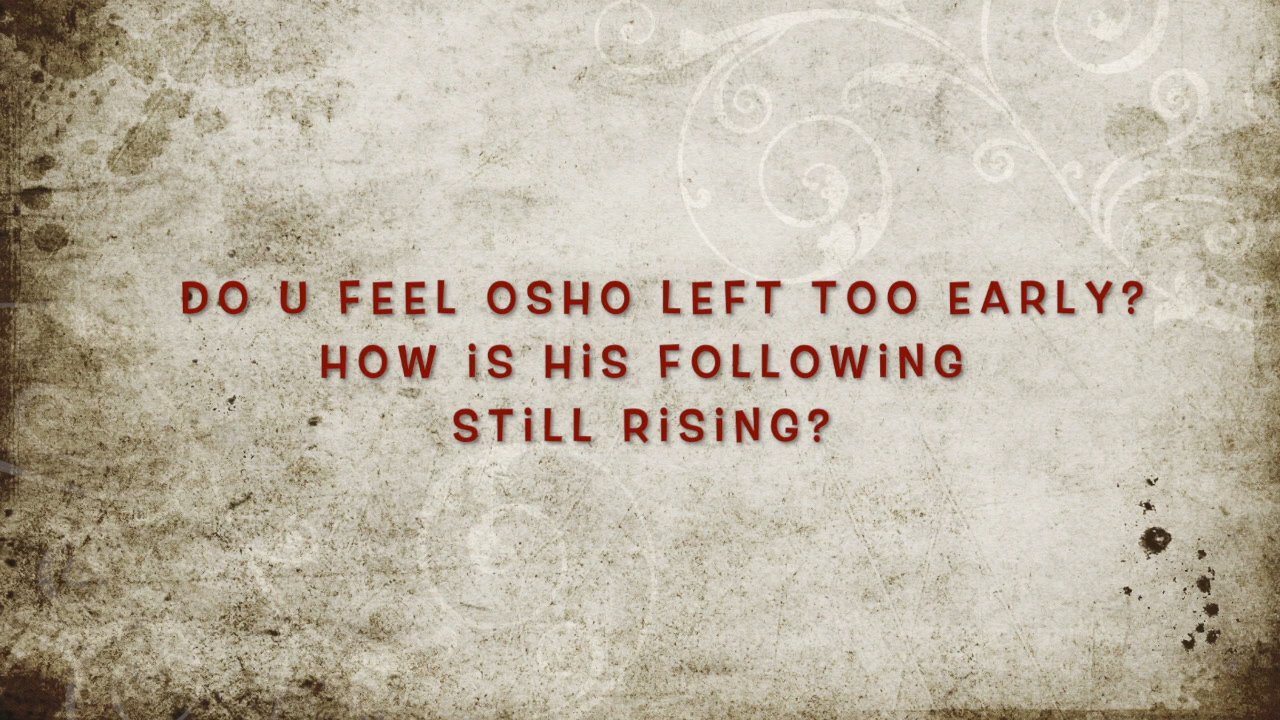 DO U FEEL OSHO LEFT TOO EARLY?
HOW iS HiS FOLLOWiNG
STiLL RiSiNG?